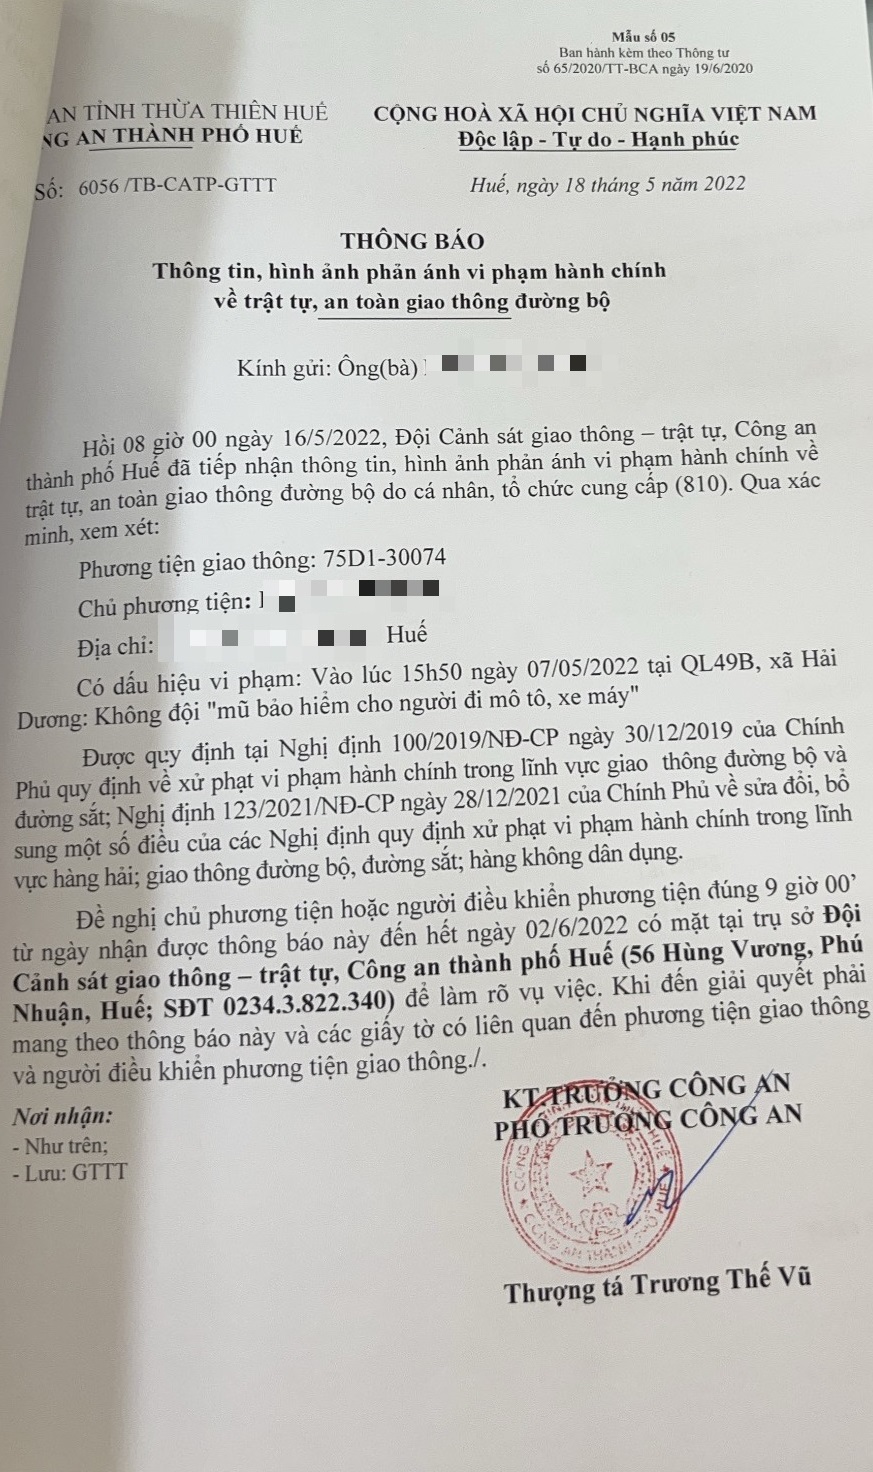 Mẫu số 05
Ban hành kèm theo Thông tư
số 65/2020/TT-BCA ngày 19/6/2020
AN TỈNH THỪA THIÊN HUẾ
NG AN THÀNH PHỐ HUẾ
CỘNG HOÀ XÃ HỘI CHỦ NGHĨA VIỆT NAM
Độc lập - Tự do - Hạnh phúc
Số: 6056 /TB-CATP-GTTT
Huế, ngày 18 tháng 5 năm 2022
THÔNG BÁO
Thông tin, hình ảnh phản ánh vi phạm hành chính
về trật tự, an toàn giao thông đường bộ
Kính gửi: Ông(bà)
Hồi 08 giờ 00 ngày 16/5/2022, Đội Cảnh sát giao thông – trật tự, Công an
thành phố Huế đã tiếp nhận thông tin, hình ảnh phản ánh vi phạm hành chính về
trật tự, an toàn giao thông đường bộ do cá nhân, tổ chức cung cấp (810). Qua xác
minh, xem xét:
Phương tiện giao thông: 75D1-30074
Chủ phương tiện:
Địa chỉ: Huế
Có dấu hiệu vi phạm: Vào lúc 15h50 ngày 07/05/2022 tại QL49B, xã Hải
Dương: Không đội "mũ bảo hiểm cho người đi mô tô, xe máy"
Được quy định tại Nghị định 100/2019/NĐ-CP ngày 30/12/2019 của Chính
Phủ quy định về xử phạt vi phạm hành chính trong lĩnh vực giao thông đường bộ và
đường sắt; Nghị định 123/2021/NĐ-CP ngày 28/12/2021 của Chính Phủ về sửa đổi, bổ
sung một số điều của các Nghị định quy định xử phạt vi phạm hành chính trong lĩnh
vực hàng hải; giao thông đường bộ, đường sắt; hàng không dân dụng.
Đề nghị chủ phương tiện hoặc người điều khiển phương tiện đúng 9 giờ 00’
từ ngày nhận được thông báo này đến hết ngày 02/6/2022 có mặt tại trụ sở Đội
Cảnh sát giao thông – trật tự, Công an thành phố Huế (56 Hùng Vương, Phú
Nhuận, Huế; SĐT 0234.3.822.340) để làm rõ vụ việc. Khi đến giải quyết phải
mang theo thông báo này và các giấy tờ có liên quan đến phương tiện giao thông
và người điều khiển phương tiện giao thông./.
Nơi nhận:
- Như trên;
- Lưu: GTTT
KT.TRƯỞNG CÔNG AN
PHÓ TRƯỞNG CÔNG AN
CÔNG AN THÀNH PHỐ HUẾ
Thượng tá Trương Thế Vũ